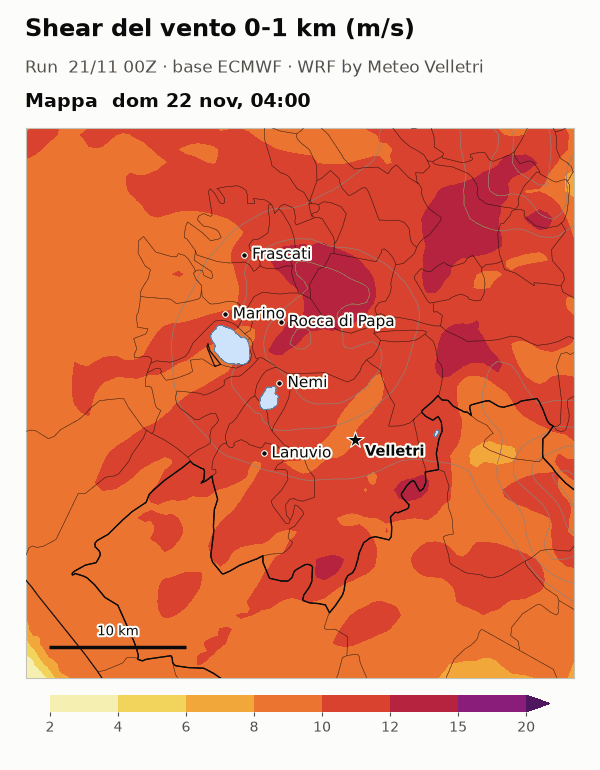 Shear del vento 0-1 km (m/s)
Run  21/11 00Z · base ECMWF · WRF by Meteo Velletri
Mappa  dom 22 nov, 04:00
Frascati
Marino
Rocca di Papa
Nemi
Velletri
Lanuvio
10 km
2 4 6 8 10 12 15 20